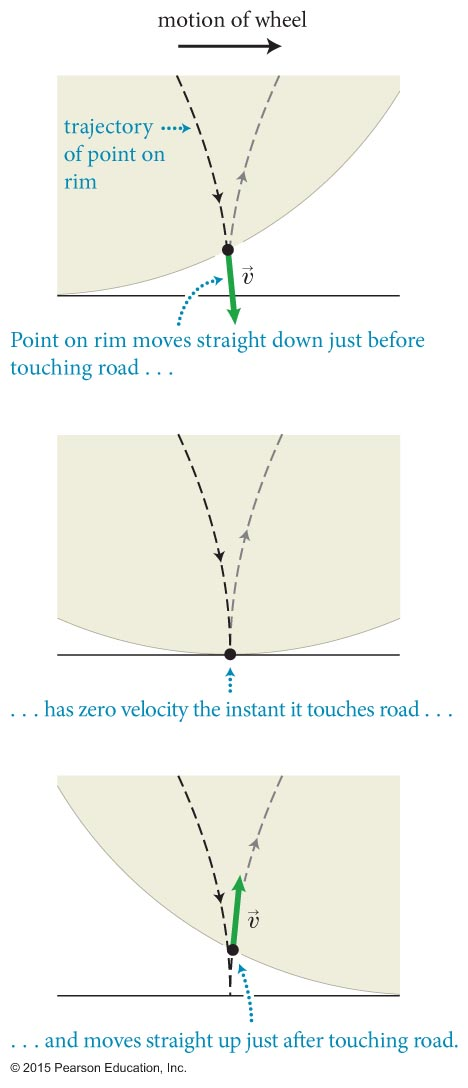 motion of wheel
trajectory
of point on
rim
v
Point on rim moves straight down just before
touching road . . .
. . . has zero velocity the instant it touches road . . .
v
. . . and moves straight up just after touching road.
© 2015 Pearson Education, Inc.